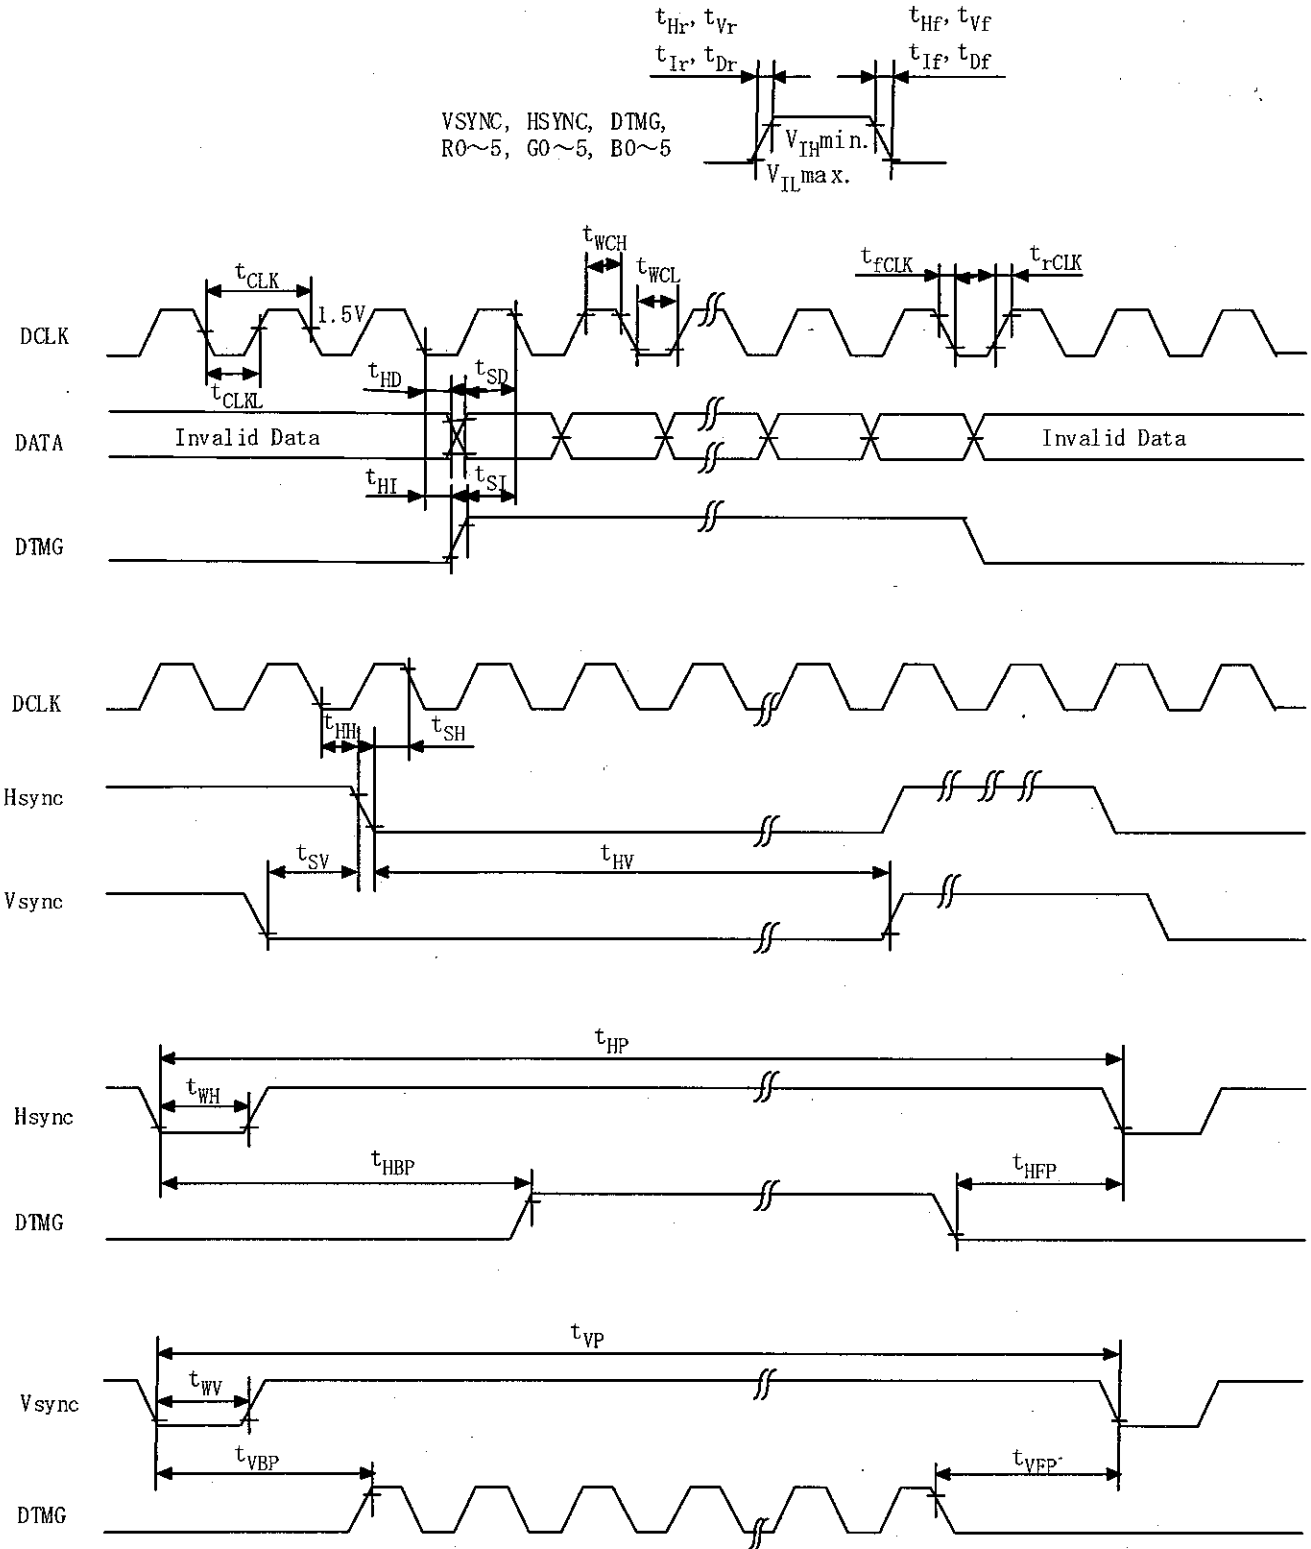 tHr, tVr
tHf, tVf
tIr, tDr
tIf, tDf
VSYNC, HSYNC, DTMG,
R0~5, G0~5, B0~5
VIHmin.
VILmax.
tCLK
tWCH
tWCL
tfCLK
trCLK
1.5V
DCLK
tCLKL
tHD
tSD
DATA
Invalid Data
Invalid Data
tHI
tSI
DTMG
DCLK
tHH
tSH
Hsync
tSV
tHV
Vsync
tHP
Hsync
tWH
tHBP
tHFP
DTMG
tVP
Vsync
tWV
tVBP
tVFP
DTMG